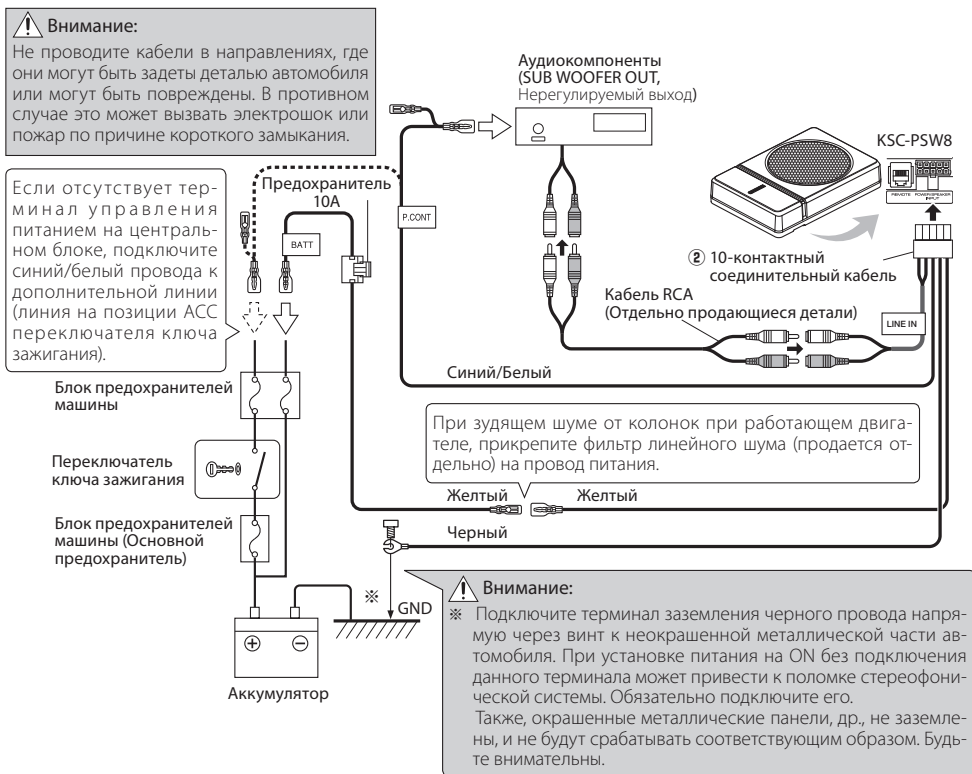 Внимание:
Не проводите кабели в направлениях, где
они могут быть задеты деталью автомобиля
или могут быть повреждены. В противном
случае это может вызвать электрошок или
пожар по причине короткого замыкания.
Аудиокомпоненты
(SUB WOOFER OUT,
Нерегулируемый выход)
KSC-PSW8
REMOTE
POWER/SPEAKER
INPUT
Если отсутствует тер-
минал управления
питанием на централь-
ном блоке, подключите
синий/белый провода к
дополнительной линии
(линия на позиции ACC
переключателя ключа
зажигания).
Предохранитель
10A
BATT
P.CONT
② 10-контактный
соединительный кабель
Кабель RCA
(Отдельно продающиеся детали)
LINE IN
Синий/Белый
Блок предохранителей
машины
При зудящем шуме от колонок при работающем двига-
теле, прикрепите фильтр линейного шума (продается от-
дельно) на провод питания.
Переключатель
ключа зажигания
Желтый
Желтый
Блок предохранителей
машины (Основной
предохранитель)
Черный
※
GND
Аккумулятор
Внимание:
※ Подключите терминал заземления черного провода напря-
мую через винт к неокрашенной металлической части ав-
томобиля. При установке питания на ON без подключения
данного терминала может привести к поломке стереофони-
ческой системы. Обязательно подключите его.
Также, окрашенные металлические панели, др., не заземле-
ны, и не будут срабатывать соответствующим образом. Будь-
те внимательны.